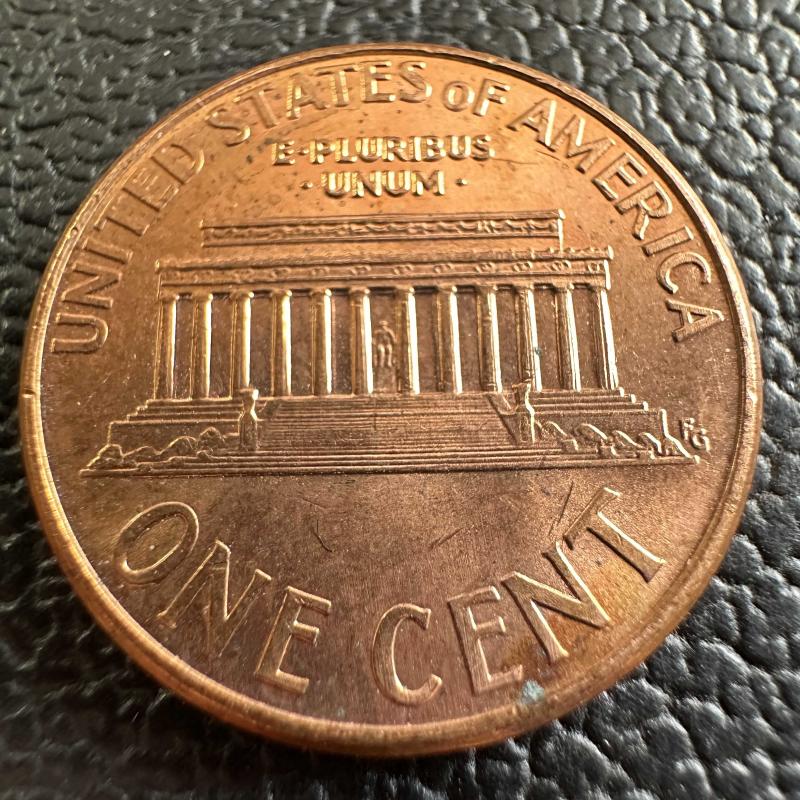 UNITED STATES oF AMERICA
E·PLURIBUS
·UNUM·
FG
ONE CENT